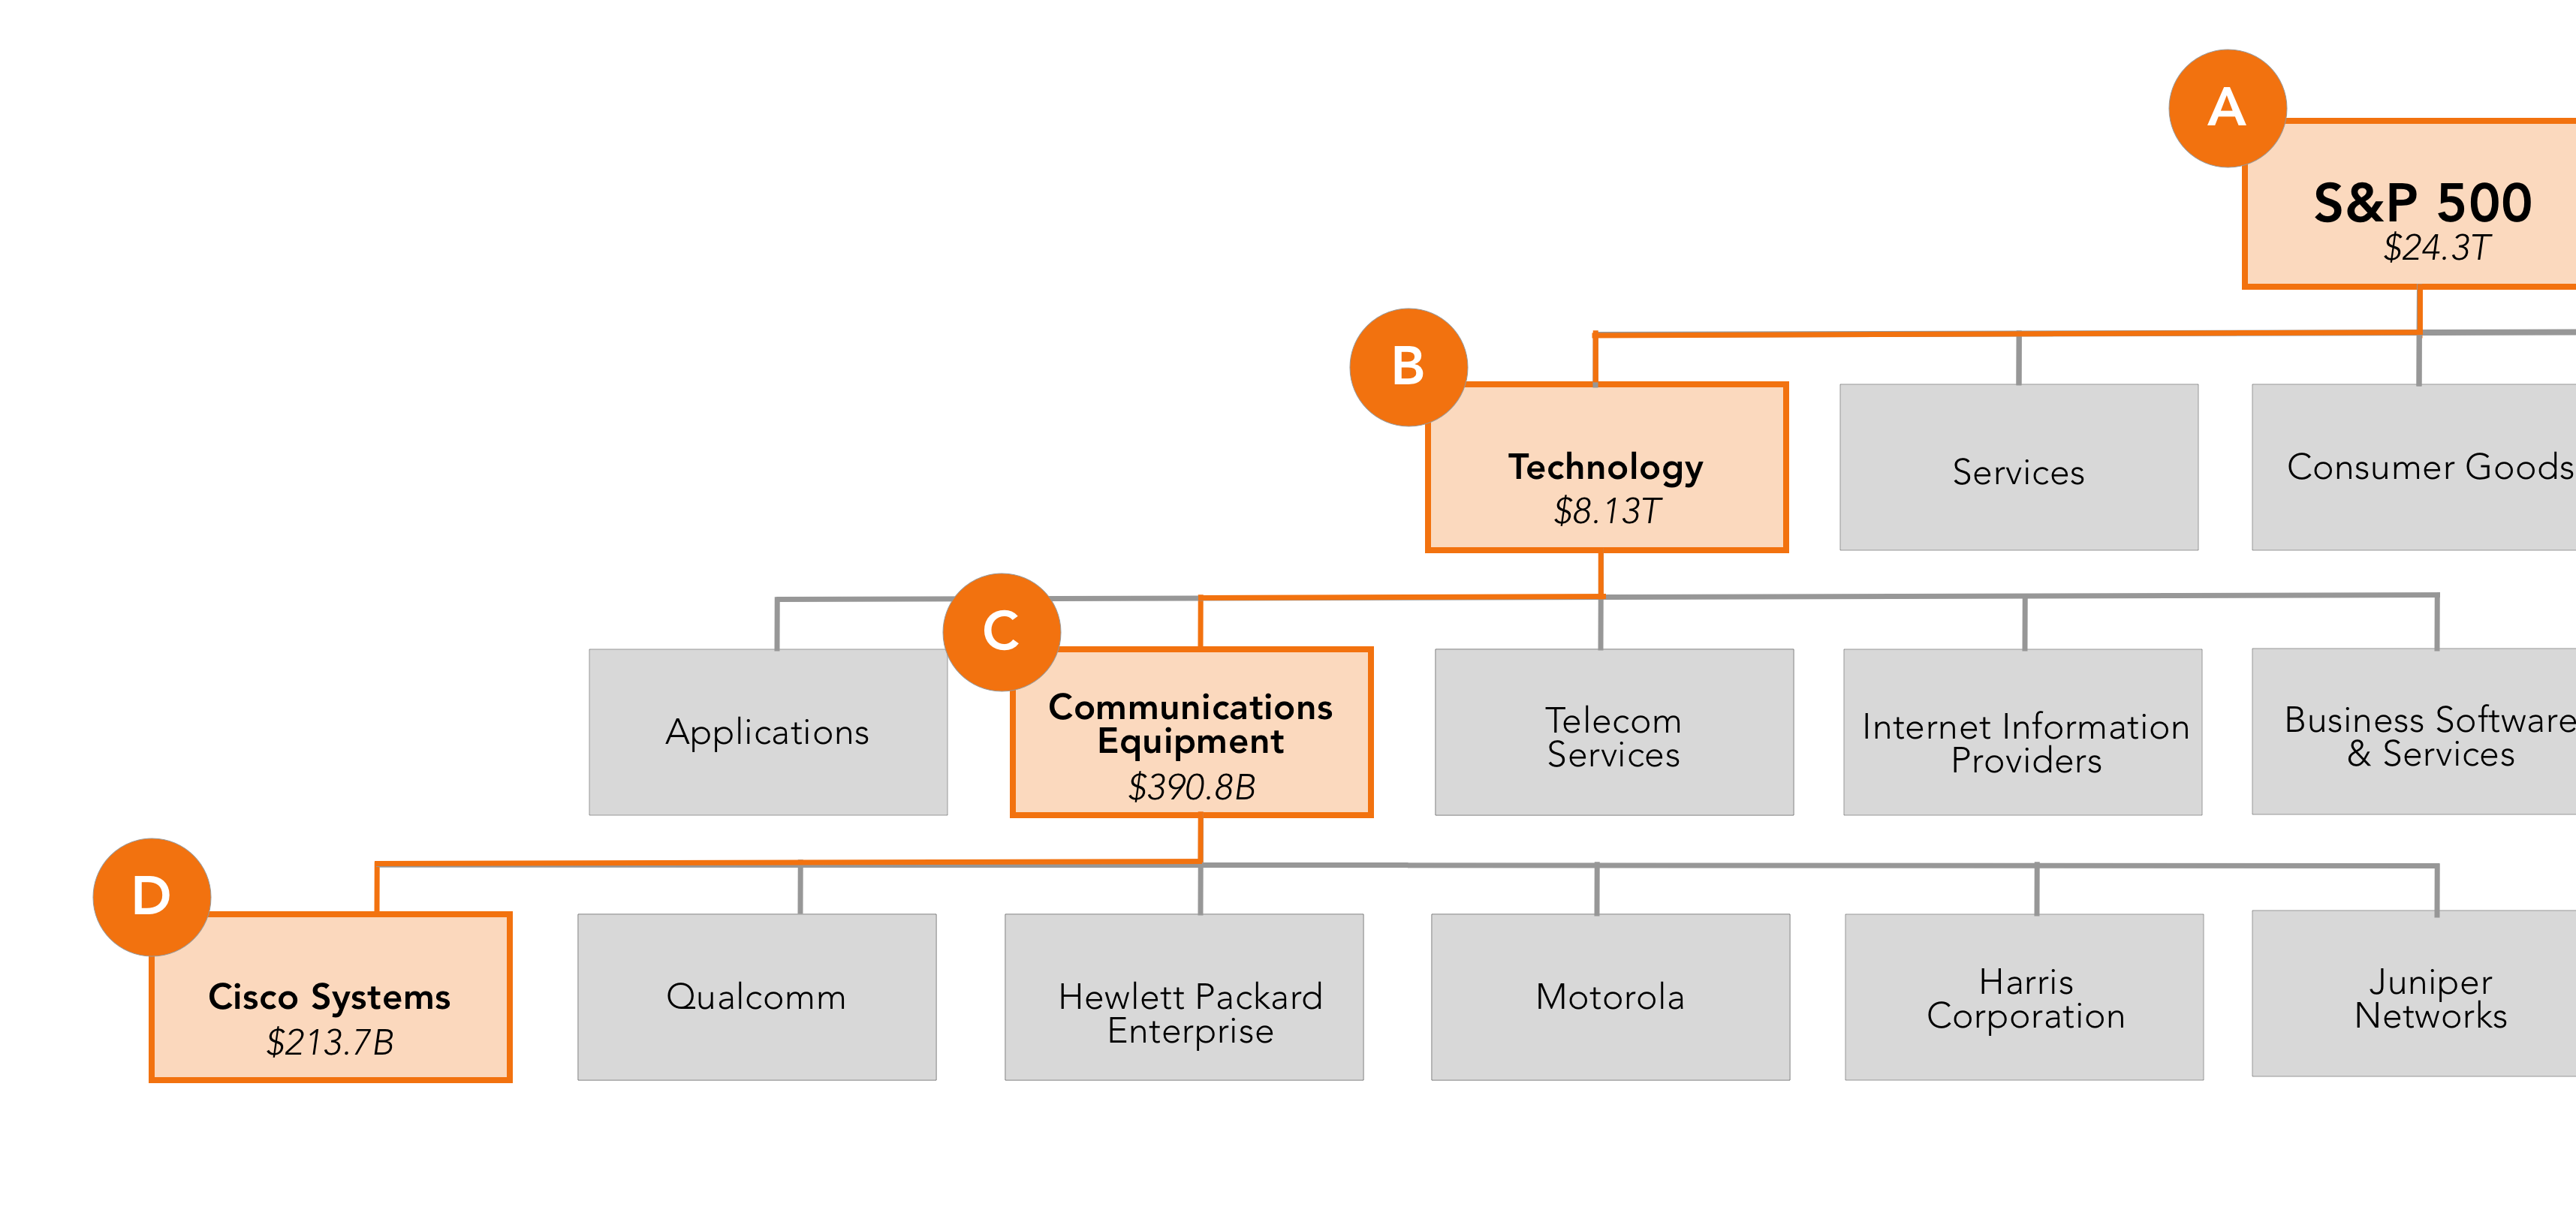 A
S&P 500
$24.3T
B
Technology
$8.13T
Services
Consumer Goods
Applications
C
Communications
Equipment
$390.8B
Telecom
Services
Internet Information
Providers
Business Software
& Services
D
Cisco Systems
$213.7B
Qualcomm
Hewlett Packard
Enterprise
Motorola
Harris
Corporation
Juniper
Networks